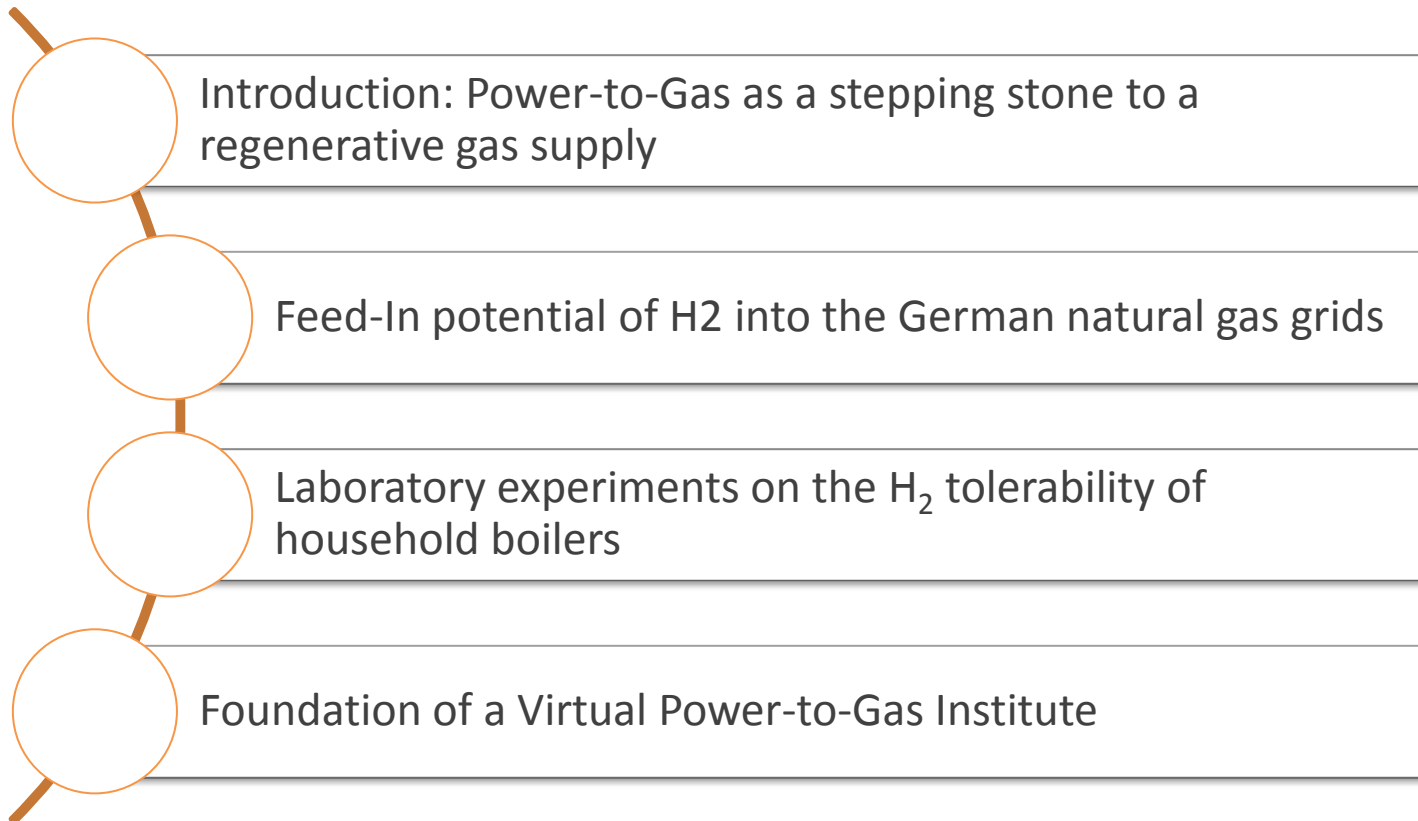 Introduction: Power-to-Gas as a stepping stone to a
regenerative gas supply
Feed-In potential of H2 into the German natural gas grids
Laboratory experiments on the H₂ tolerability of
household boilers
Foundation of a Virtual Power-to-Gas Institute